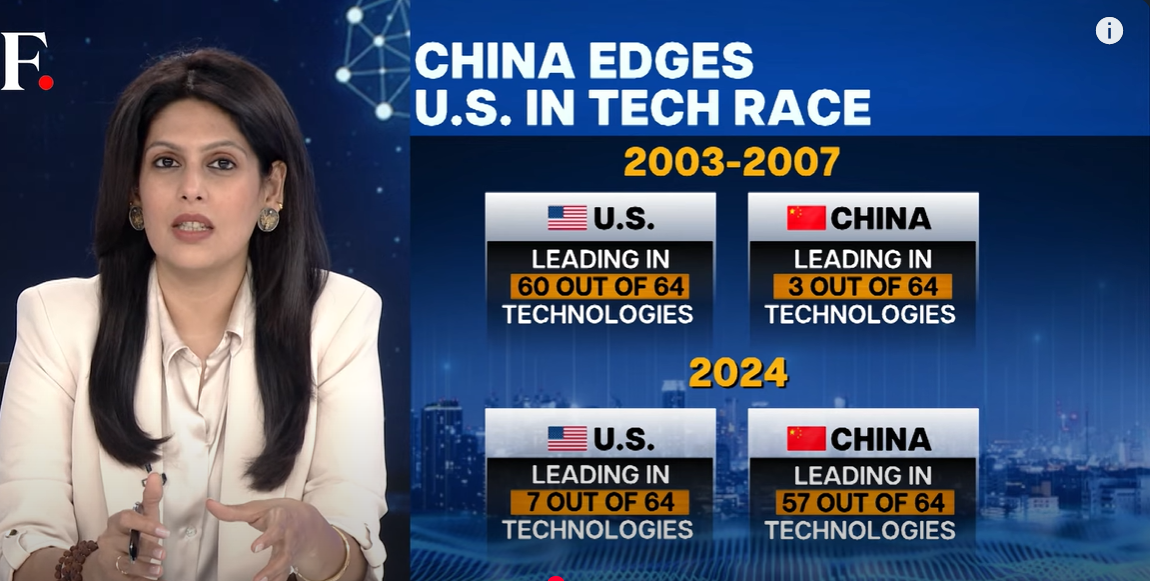 F.
CHINA EDGES
U.S. IN TECH RACE
2003-2007
U.S.
LEADING IN
60 OUT OF 64
TECHNOLOGIES
CHINA
LEADING IN
3 OUT OF 64
TECHNOLOGIES
2024
U.S.
LEADING IN
7 OUT OF 64
TECHNOLOGIES
CHINA
LEADING IN
57 OUT OF 64
TECHNOLOGIES
i